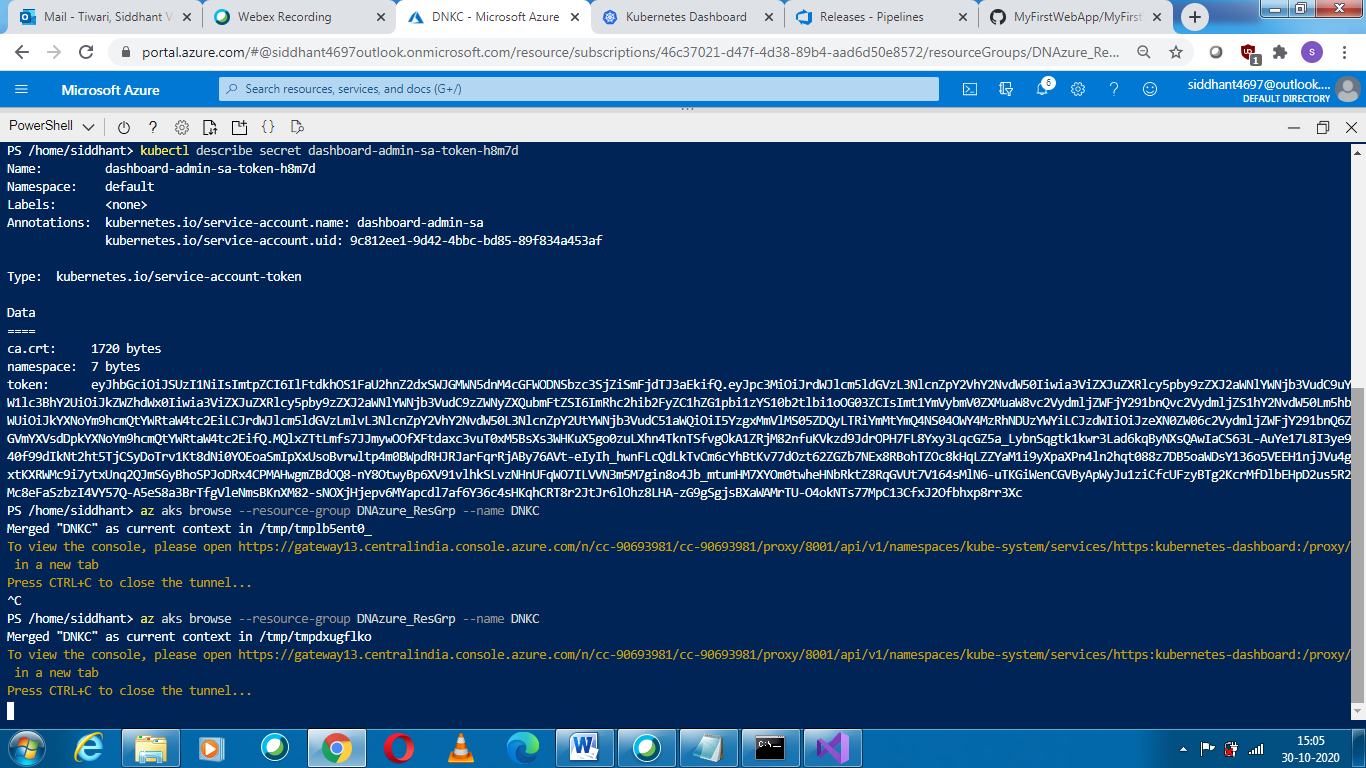 Mail - Tiwari, Siddhant V
Webex Recording
DNKC - Microsoft Azure
Kubernetes Dashboard
Releases - Pipelines
MyFirstWebApp/MyFirst
portal.azure.com/#@siddhant4697outlook.onmicrosoft.com/resource/subscriptions/46c37021-d47f-4d38-89b4-aad6d50e8572/resourceGroups/DNAzure_Re...
1
S
Microsoft Azure
Search resources, services, and docs (G+/)
6
siddhant4697@outlook....
DEFAULT DIRECTORY
PowerShell
PS /home/siddhant> kubectl describe secret dashboard-admin-sa-token-h8m7d
Name: dashboard-admin-sa-token-h8m7d
Namespace: default
Labels: <none>
Annotations: kubernetes.io/service-account.name: dashboard-admin-sa
kubernetes.io/service-account.uid: 9c812ee1-9d42-4bbc-bd85-89f834a453af
Type: kubernetes.io/service-account-token
Data
====
ca.crt: 1720 bytes
namespace: 7 bytes
token:
PS /home/siddhant> az aks browse --resource-group DNAzure_ResGrp --name DNKC
Merged "DNKC" as current context in /tmp/tmplb5ent0_
To view the console, please open https://gateway13.centralindia.console.azure.com/n/cc-90693981/cc-90693981/proxy/8001/api/v1/namespaces/kube-system/services/https:kubernetes-dashboard:/proxy/
in a new tab
Press CTRL+C to close the tunnel...
^C
PS /home/siddhant> az aks browse --resource-group DNAzure_ResGrp --name DNKC
Merged "DNKC" as current context in /tmp/tmpdxugflko
To view the console, please open https://gateway13.centralindia.console.azure.com/n/cc-90693981/cc-90693981/proxy/8001/api/v1/namespaces/kube-system/services/https:kubernetes-dashboard:/proxy/
in a new tab
Press CTRL+C to close the tunnel...
15:05
30-10-2020